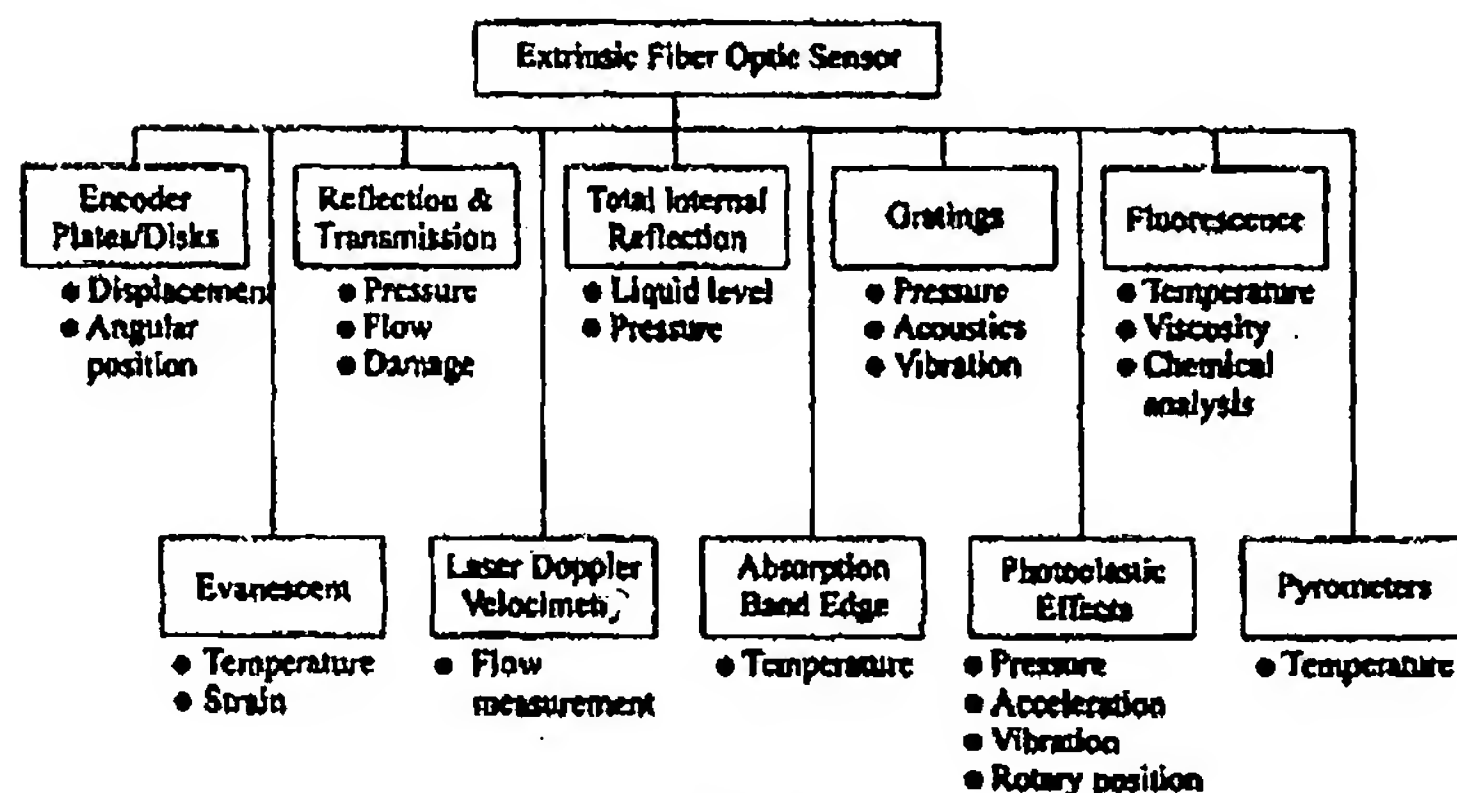 Extrinsic Fiber Optic Sensor
Encoder
Plates/Disks
● Displacement
● Angular
position
Reflection &
Transmission
● Pressure
● Flow
● Damage
Total Internal
Reflection
● Liquid level
● Pressure
Gratings
● Pressure
● Acoustics
● Vibration
Fluorescence
● Temperature
● Viscosity
● Chemical
analysis
Evanescent
● Temperature
● Strain
Laser Doppler
● Flow
measurement
Absorption
Band Edge
● Temperature
Photoelastic
Effects
● Pressure
● Acceleration
● Vibration
● Rotary position
Pyrometers
● Temperature